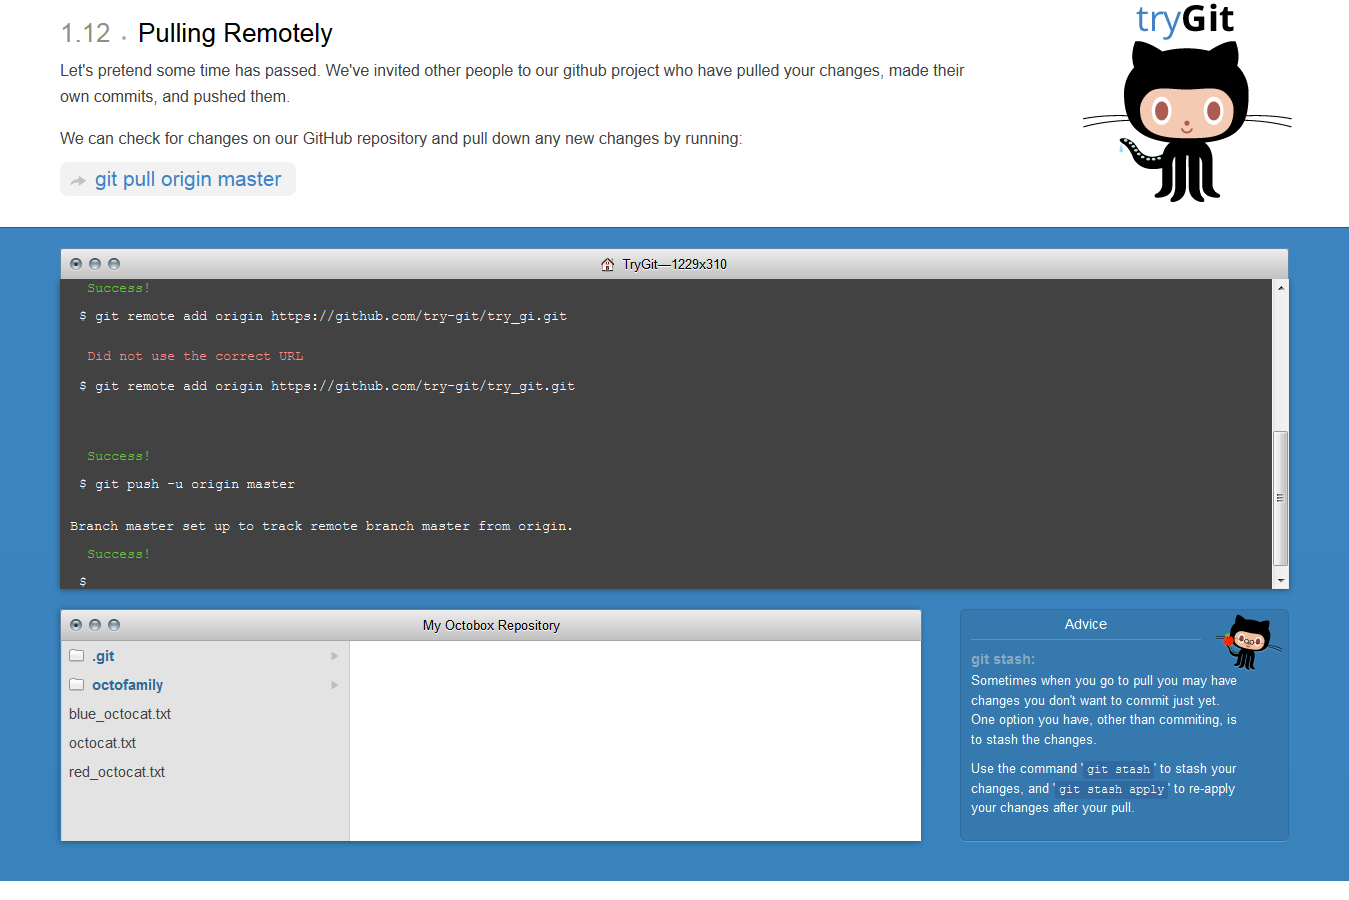 tryGit
1.12 · Pulling Remotely
Let's pretend some time has passed. We've invited other people to our github project who have pulled your changes, made their
own commits, and pushed them.
We can check for changes on our GitHub repository and pull down any new changes by running:
git pull origin master
TryGit—1229x310
Success!
$ git remote add origin https://github.com/try-git/try_gi.git
Did not use the correct URL
$ git remote add origin https://github.com/try-git/try_git.git
Success!
$ git push -u origin master
Branch master set up to track remote branch master from origin.
Success!
$
My Octobox Repository
.git
octofamily
blue_octocat.txt
octocat.txt
red_octocat.txt
Advice
git stash:
Sometimes when you go to pull you may have
changes you don't want to commit just yet.
One option you have, other than commiting, is
to stash the changes.
Use the command 'git stash' to stash your
changes, and 'git stash apply' to re-apply
your changes after your pull.